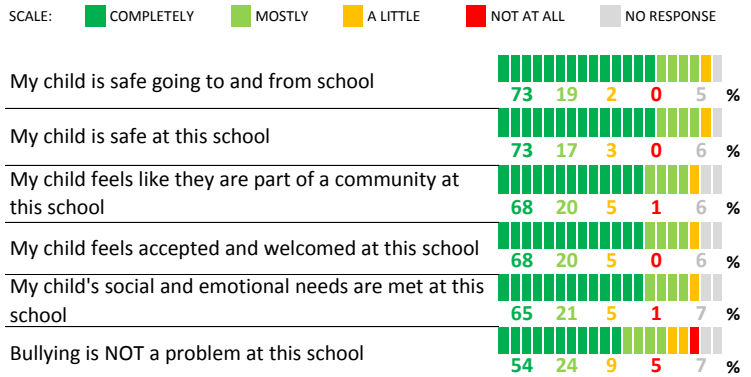 SCALE: COMPLETELY MOSTLY A LITTLE NOT AT ALL NO RESPONSE
My child is safe going to and from school
73 19 2 0 5 %
My child is safe at this school
73 17 3 0 6 %
My child feels like they are part of a community at
this school
68 20 5 1 6 %
My child feels accepted and welcomed at this school
68 20 5 0 6 %
My child's social and emotional needs are met at this
school
65 21 5 1 7 %
Bullying is NOT a problem at this school
54 24 9 5 7 %